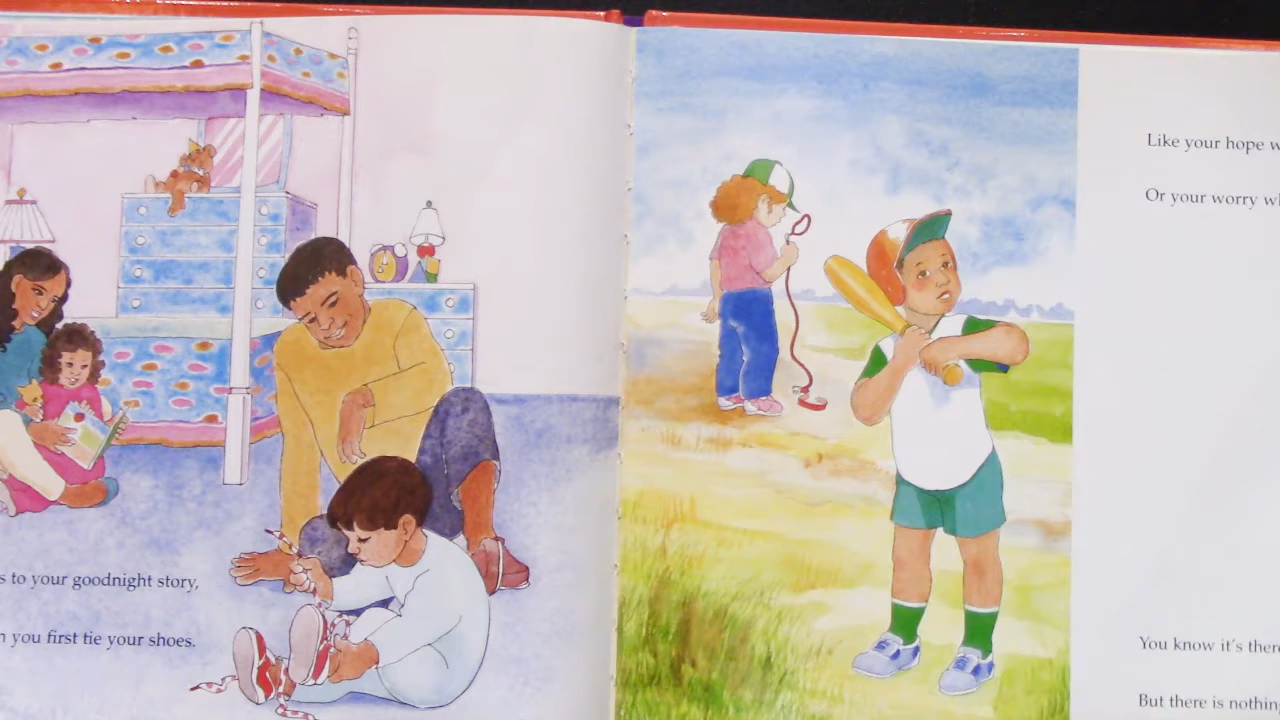 to your goodnight story,
you first tie your shoes.
Like your hope
Or your worry
You know it's
But there is